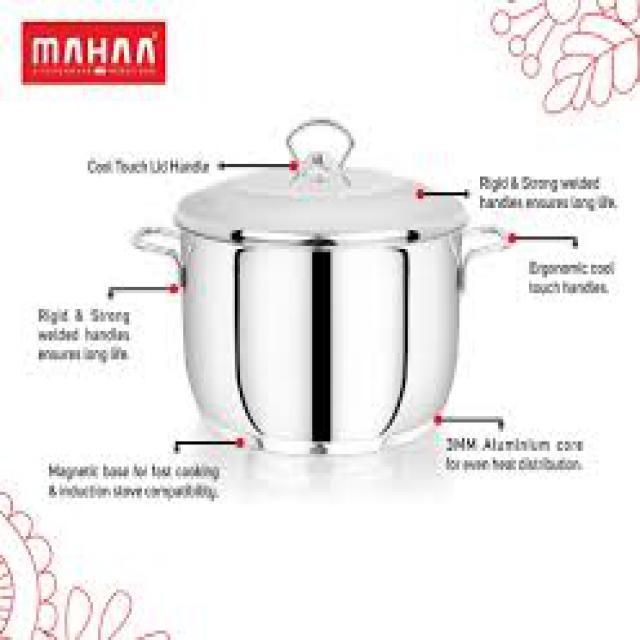 MAHAA
Cool Touch Lid Handle
Rigid & Strong welded
handles ensures long life.
Ergonomic cool
touch handles.
Rigid & Strong
welded handles
ensures long life.
3MM Aluminium core
for even heat distribution.
Magnetic base for fast cooking
& induction stove compatibility.